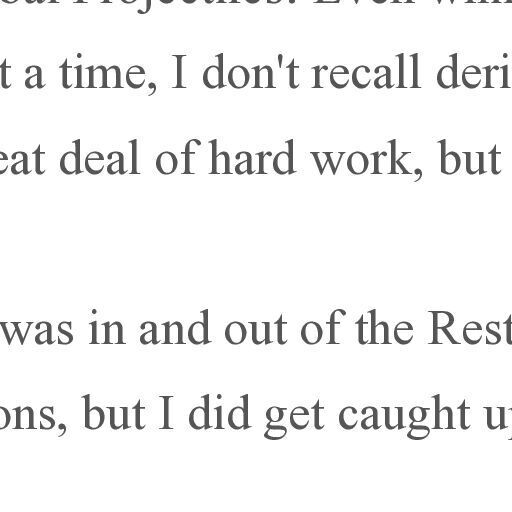 t a time, I don't recall deri
eat deal of hard work, but
was in and out of the Rest
ons, but I did get caught up